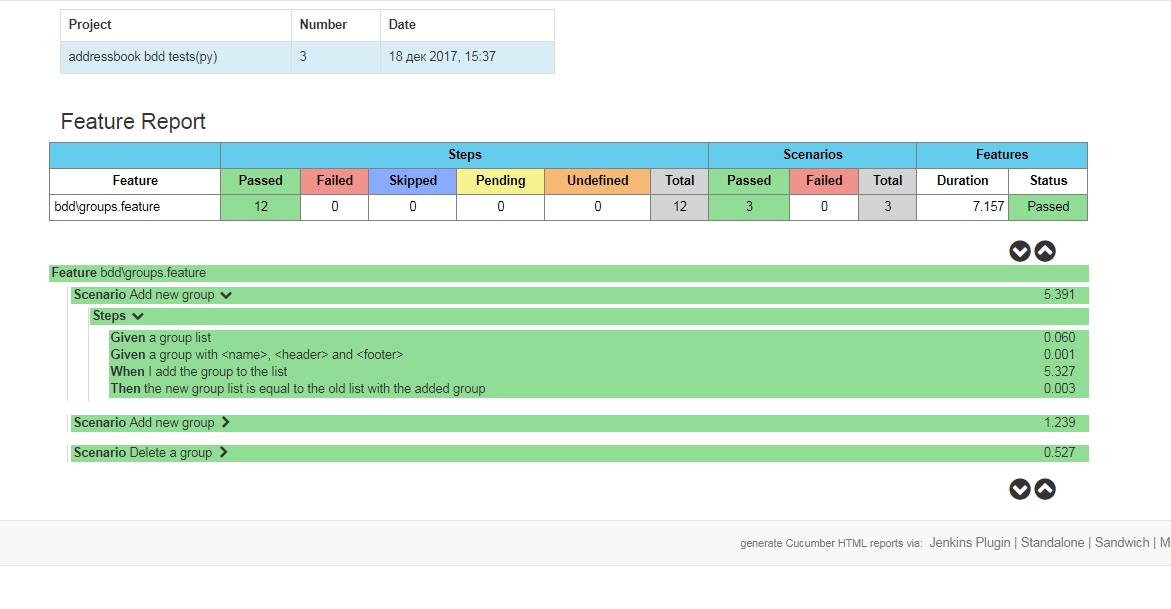 Project Number Date
addressbook bdd tests(py) 3 18 дек 2017, 15:37
Feature Report
Steps Scenarios Features
Feature Passed Failed Skipped Pending Undefined Total Passed Failed Total Duration Status
bdd\groups.feature 12 0 0 0 0 12 3 0 3 7.157 Passed
Feature bdd\groups.feature
Scenario Add new group 5.391
Steps
Given a group list 0.060
Given a group with <name>, <header> and <footer> 0.001
When I add the group to the list 5.327
Then the new group list is equal to the old list with the added group 0.003
Scenario Add new group 1.239
Scenario Delete a group 0.527
generate Cucumber HTML reports via: Jenkins Plugin | Standalone | Sandwich | M